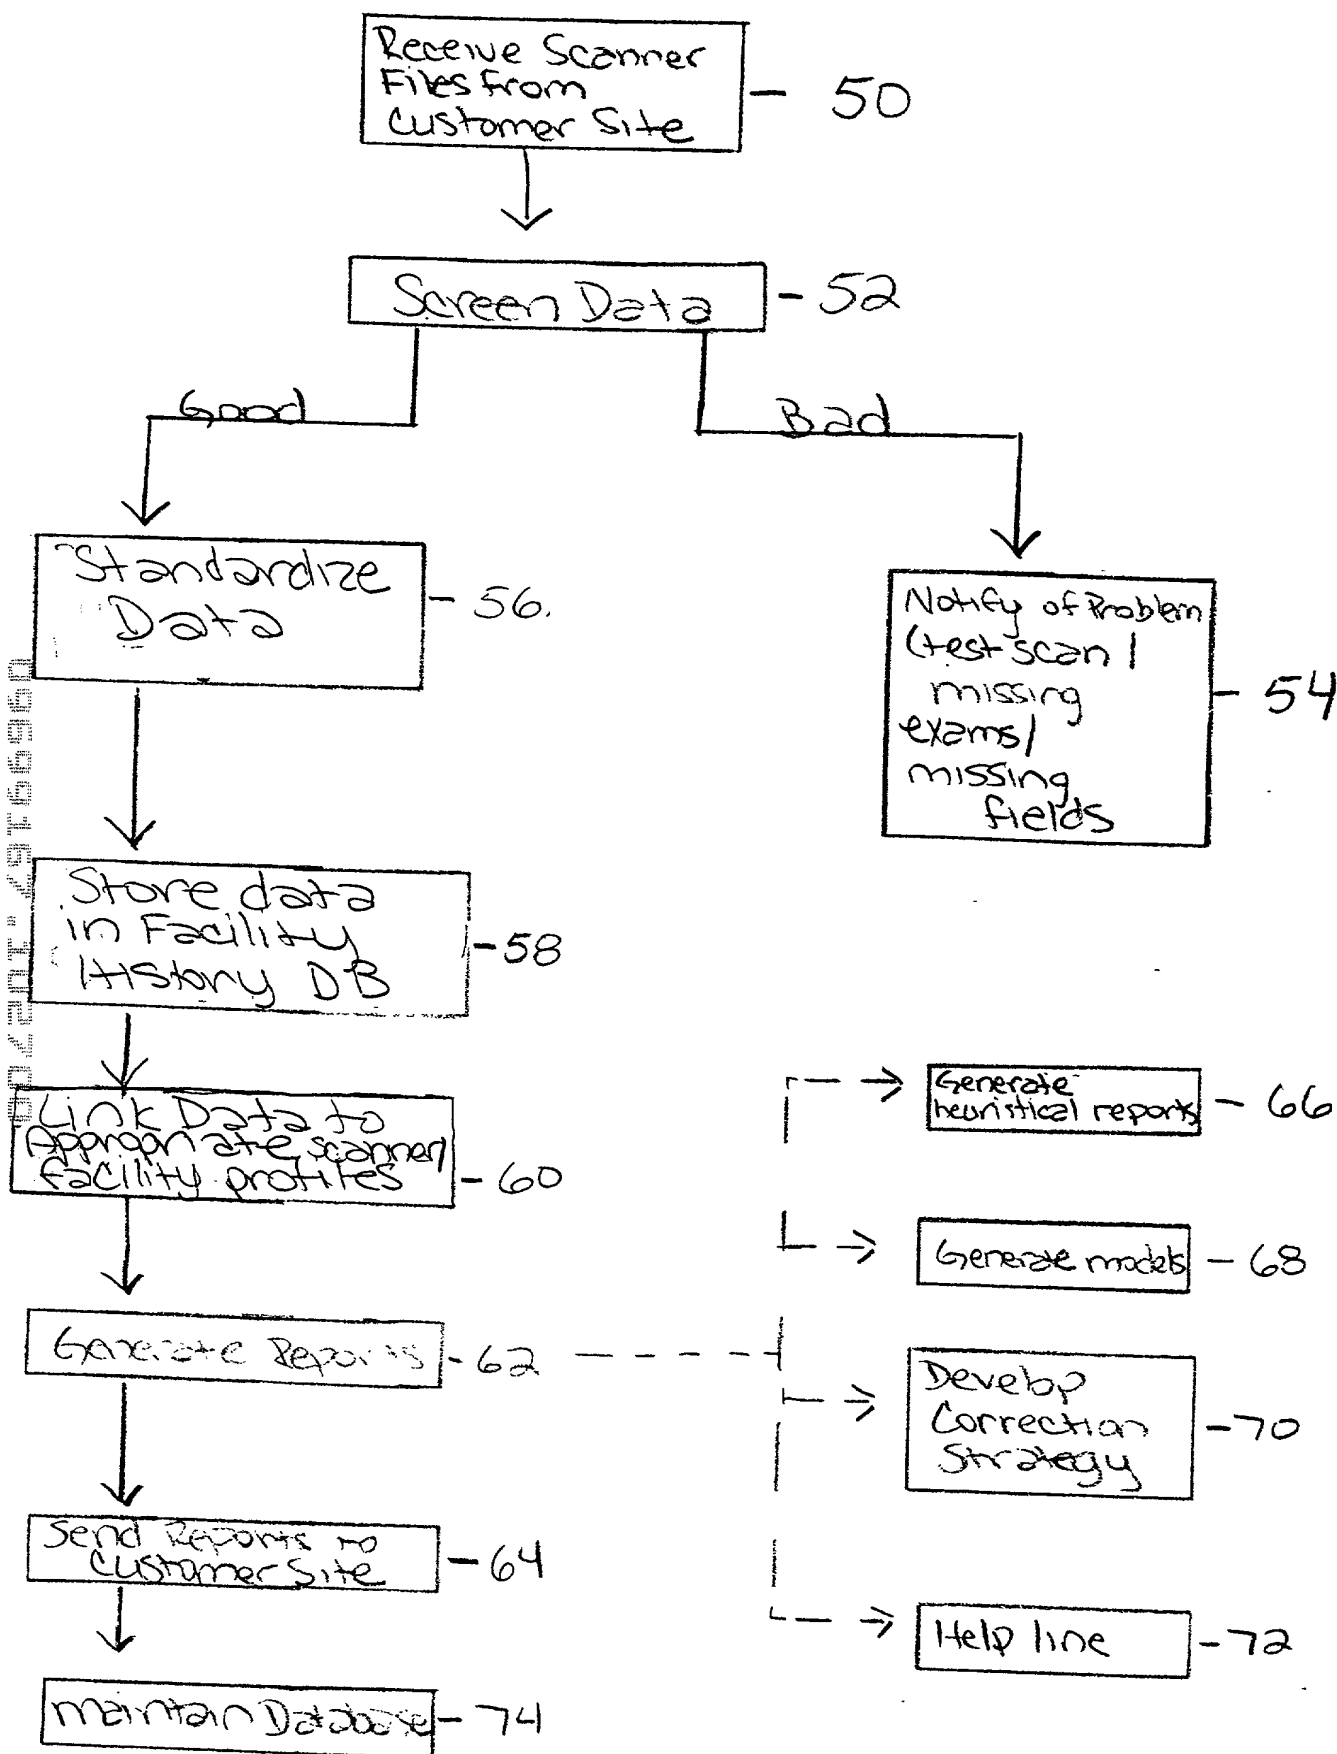 Receive Scanner
Files from
Customer Site
- 50
Screen Data
- 52
Good
Bad
Standardize
Data
- 56.
Notify of Problem
(test scan /
missing
exams/
missing
fields
- 54
Store data
in Facility
History DB
- 58
Link Data to
Appropriate scanner/
facility profiles
- 60
Generate
heuristical reports
- 66
Generate models
- 68
Generate Reports
- 62
Develop
Correction
Strategy
- 70
Send Reports to
Customer Site
- 64
Help line
- 72
Maintain Database
- 74